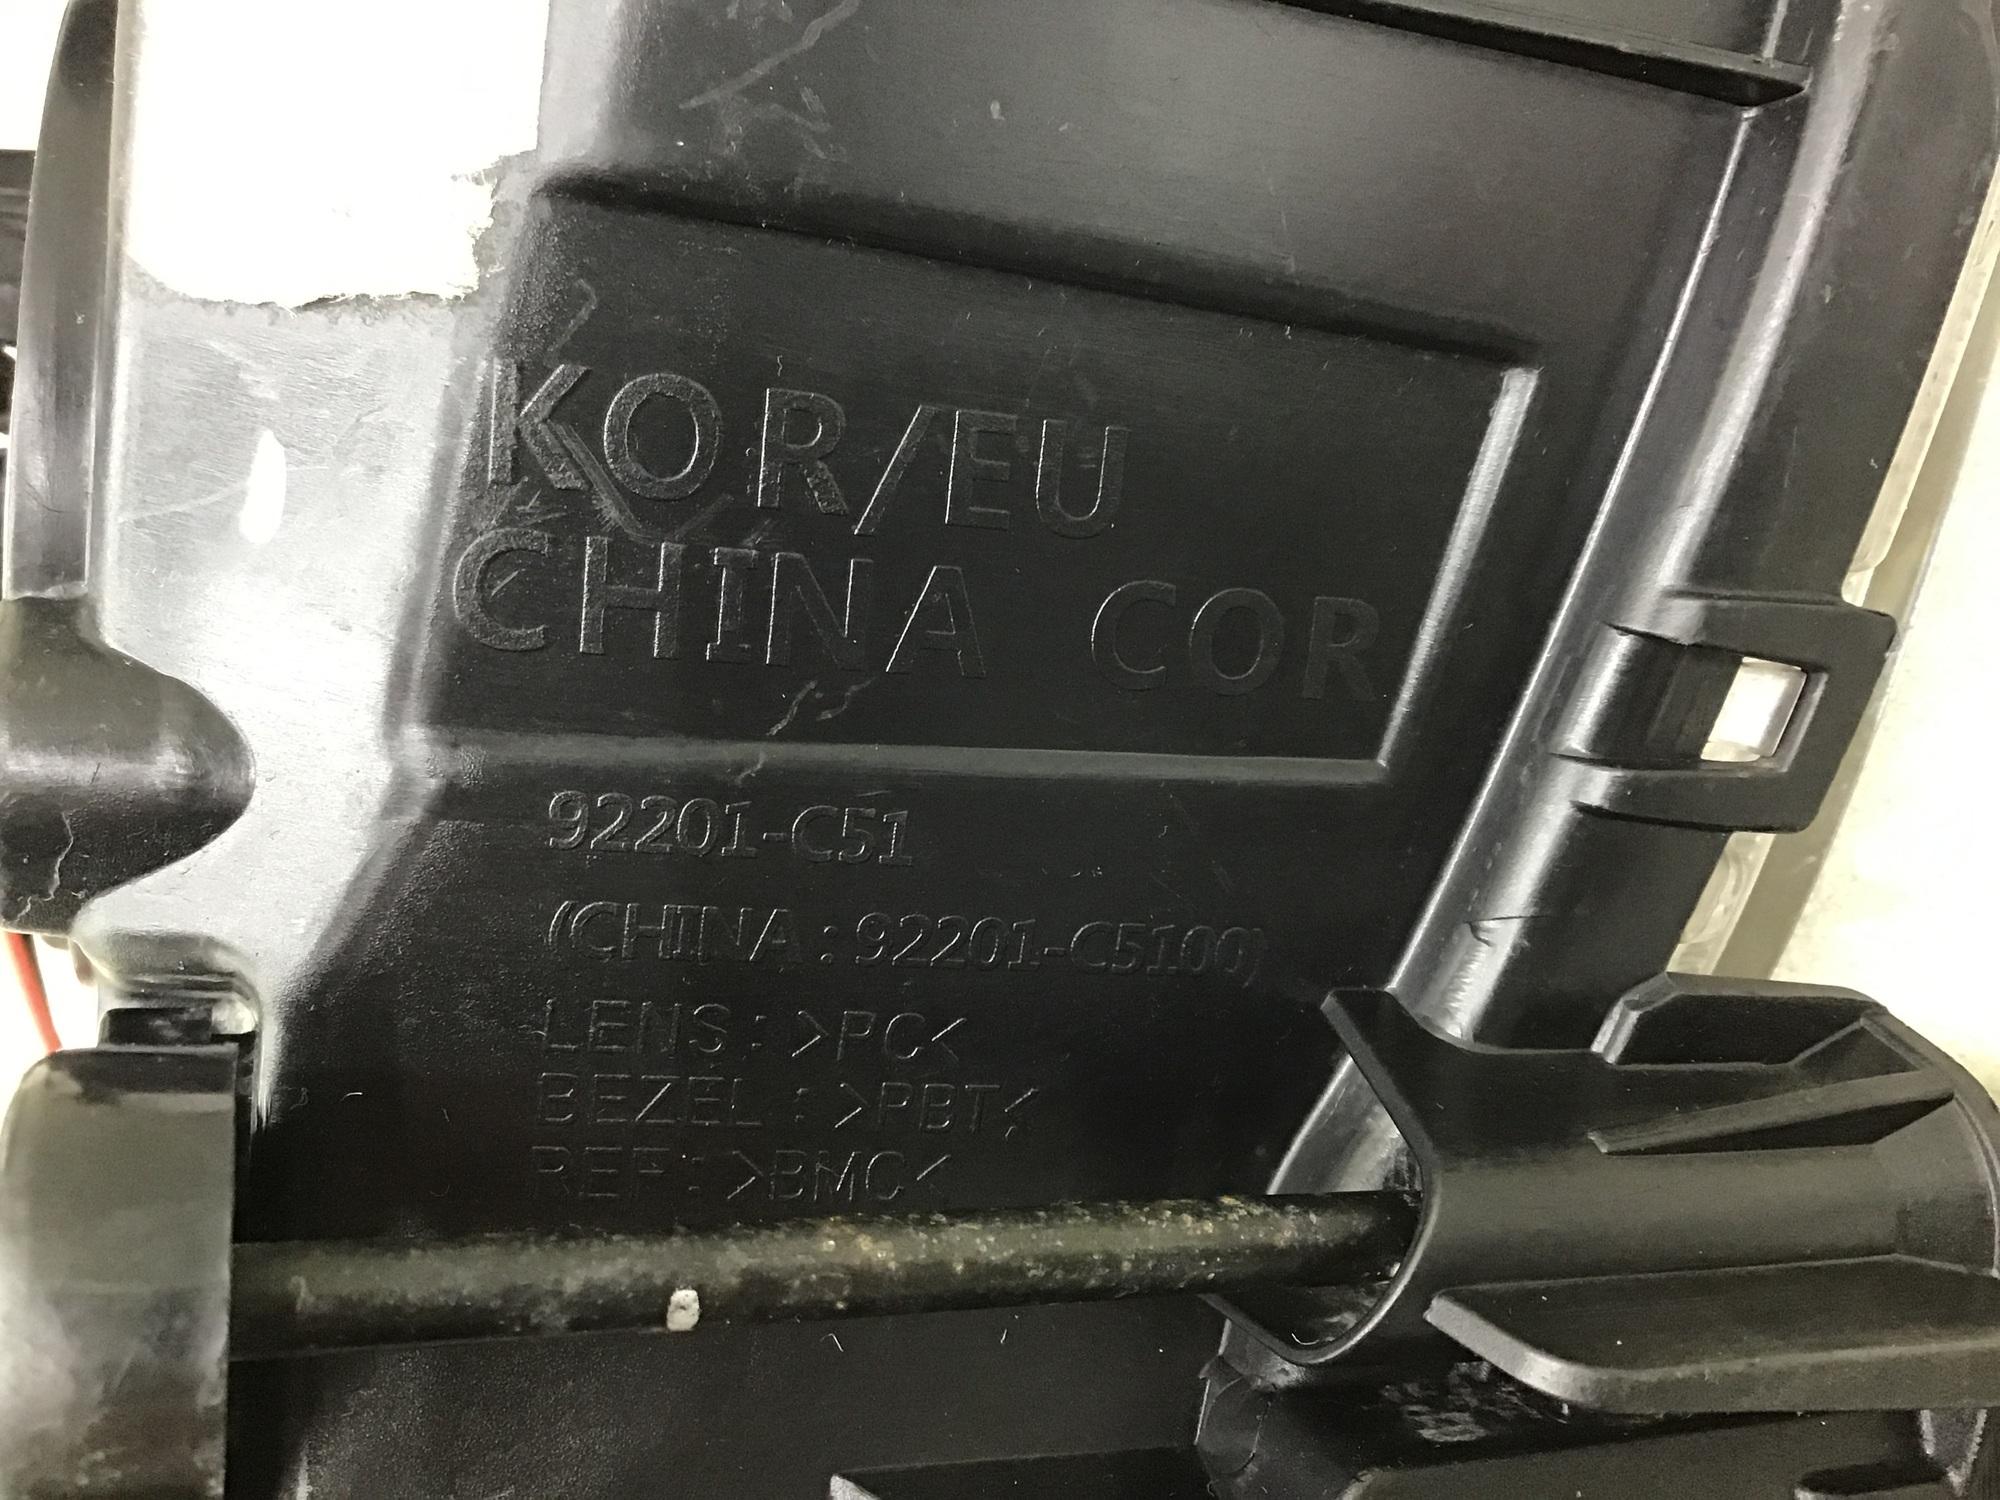 KOR/EU
CHINA COR
92201-C51
(CHINA : 92201-C5100)
LENS : >PC<
BEZEL : >PBT<
REF : >BMC<